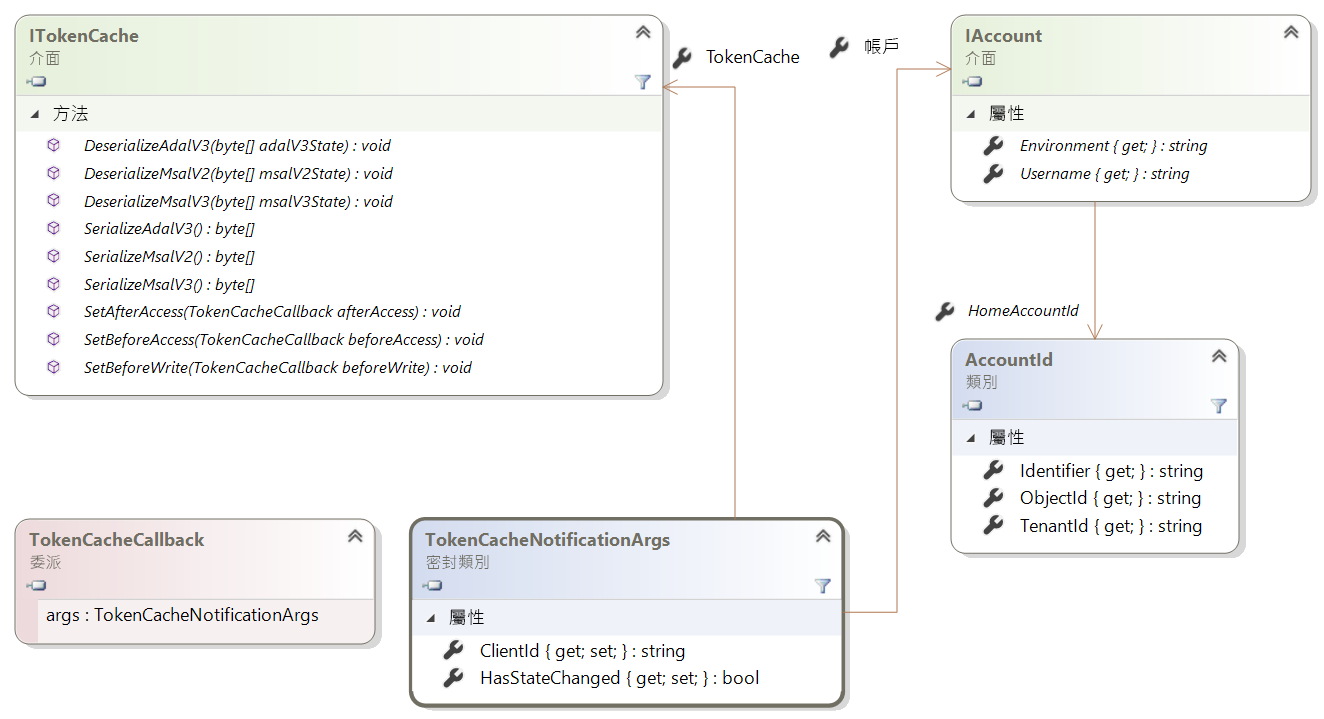 ITokenCache
介面
方法
DeserializeAdalV3(byte[] adalV3State) : void
DeserializeMsalV2(byte[] msalV2State) : void
DeserializeMsalV3(byte[] msalV3State) : void
SerializeAdalV3() : byte[]
SerializeMsalV2() : byte[]
SerializeMsalV3() : byte[]
SetAfterAccess(TokenCacheCallback afterAccess) : void
SetBeforeAccess(TokenCacheCallback beforeAccess) : void
SetBeforeWrite(TokenCacheCallback beforeWrite) : void
TokenCache
帳戶
IAccount
介面
屬性
Environment { get; } : string
Username { get; } : string
HomeAccountId
AccountId
類別
屬性
Identifier { get; } : string
ObjectId { get; } : string
TenantId { get; } : string
TokenCacheCallback
委派
args : TokenCacheNotificationArgs
TokenCacheNotificationArgs
密封類別
屬性
ClientId { get; set; } : string
HasStateChanged { get; set; } : bool